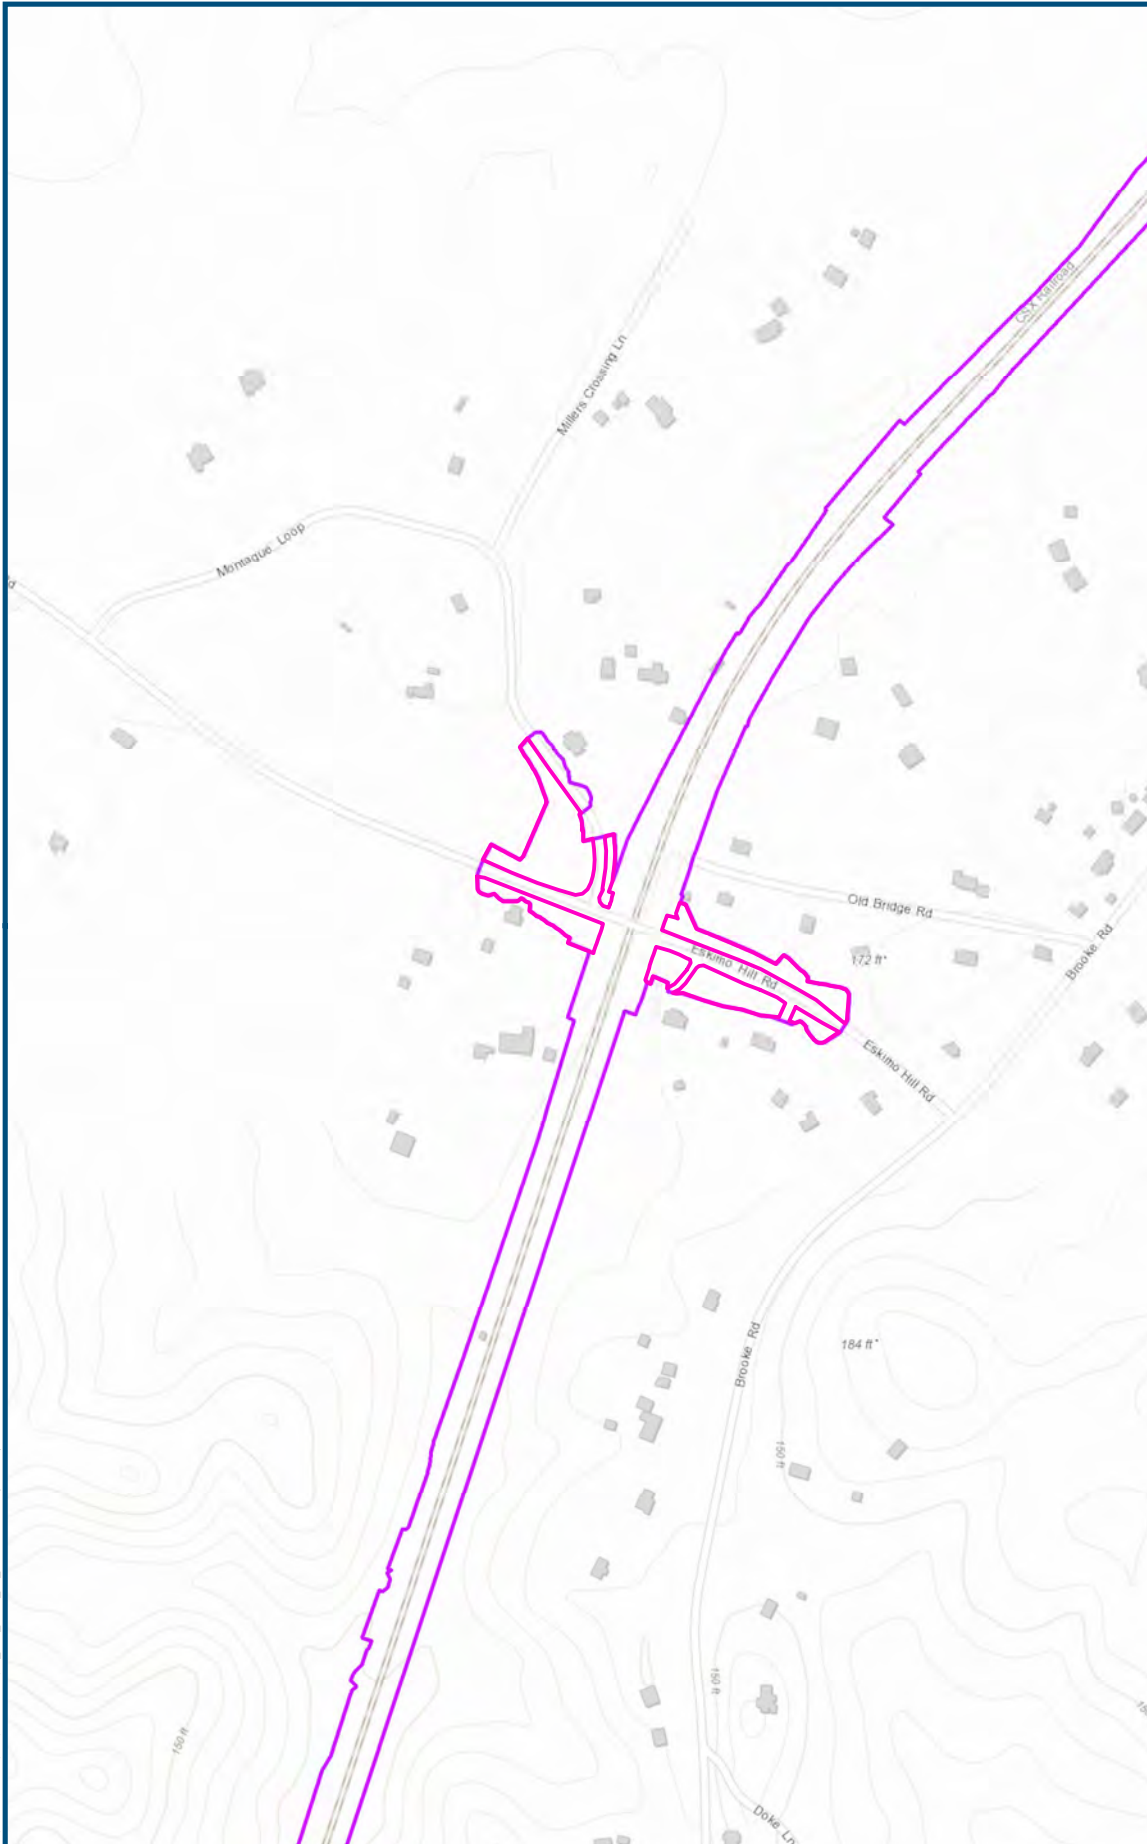 CSX Railroad
Millers Crossing Ln
Montague Loop
Old Bridge Rd
Brooke Rd
172 ft
Eskimo Hill Rd
Eskimo Hill Rd
184 ft
Brooke Rd
150 ft
150 ft
150 ft
Doke Ln